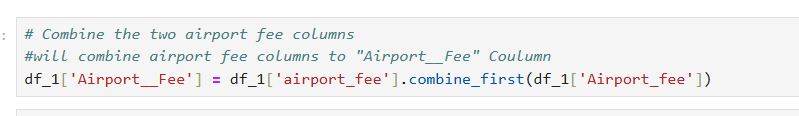 :
# Combine the two airport fee columns
#will combine airport fee columns to "Airport__Fee" Coulumn
df_1['Airport__Fee'] = df_1['airport_fee'].combine_first(df_1['Airport_fee'])